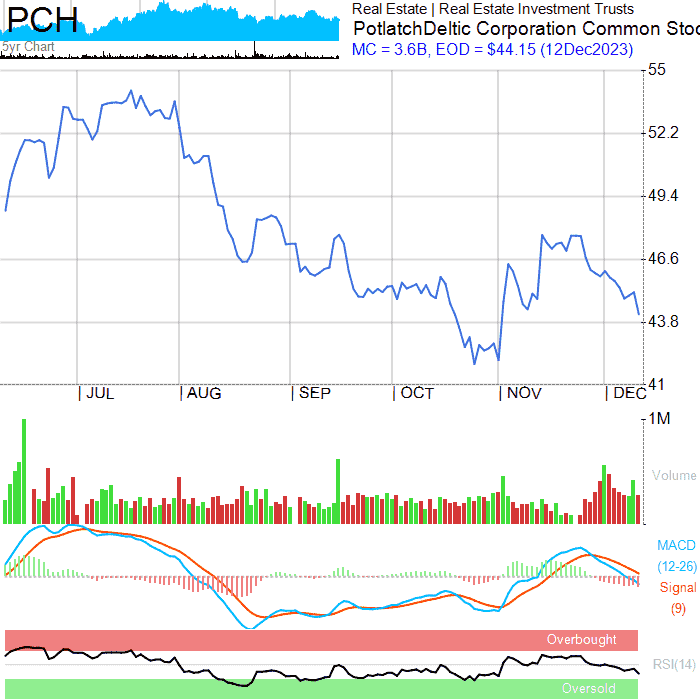 PCH
5yr Chart
Real Estate | Real Estate Investment Trusts
PotlatchDeltic Corporation Common Stoc
MC = 3.6B, EOD = $44.15 (12Dec2023)
55
52.2
49.4
46.6
43.8
41
| JUL | AUG | SEP | OCT | NOV | DEC
1M
Volume
MACD
(12-26)
Signal
(9)
Overbought
RSI(14)
Oversold